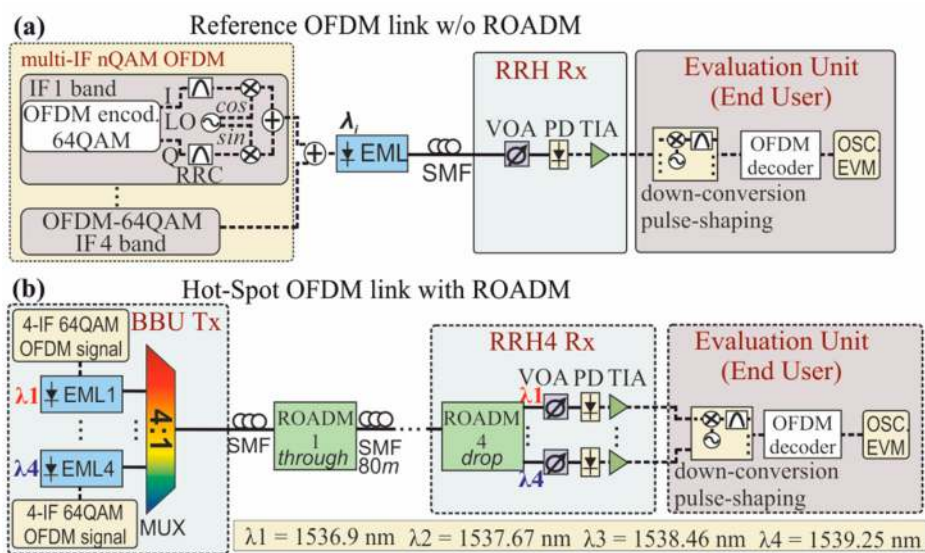 (a) Reference OFDM link w/o ROADM
multi-IF nQAM OFDM
IF 1 band
OFDM encod.
64QAM
I
LO
Q
cos
sin
RRC
OFDM-64QAM
IF 4 band
λi
EML
SMF
RRH Rx
VOA PD TIA
Evaluation Unit
(End User)
down-conversion
pulse-shaping
OFDM
decoder
OSC.
EVM
(b) Hot-Spot OFDM link with ROADM
4-IF 64QAM
OFDM signal
BBU Tx
λ1
EML1
λ4
EML4
4-IF 64QAM
OFDM signal
4:1
MUX
SMF
ROADM
1
through
SMF
80m
RRH4 Rx
ROADM
4
drop
λ1
λ4
VOA PD TIA
Evaluation Unit
(End User)
down-conversion
pulse-shaping
OFDM
decoder
OSC.
EVM
λ1 = 1536.9 nm λ2 = 1537.67 nm λ3 = 1538.46 nm λ4 = 1539.25 nm